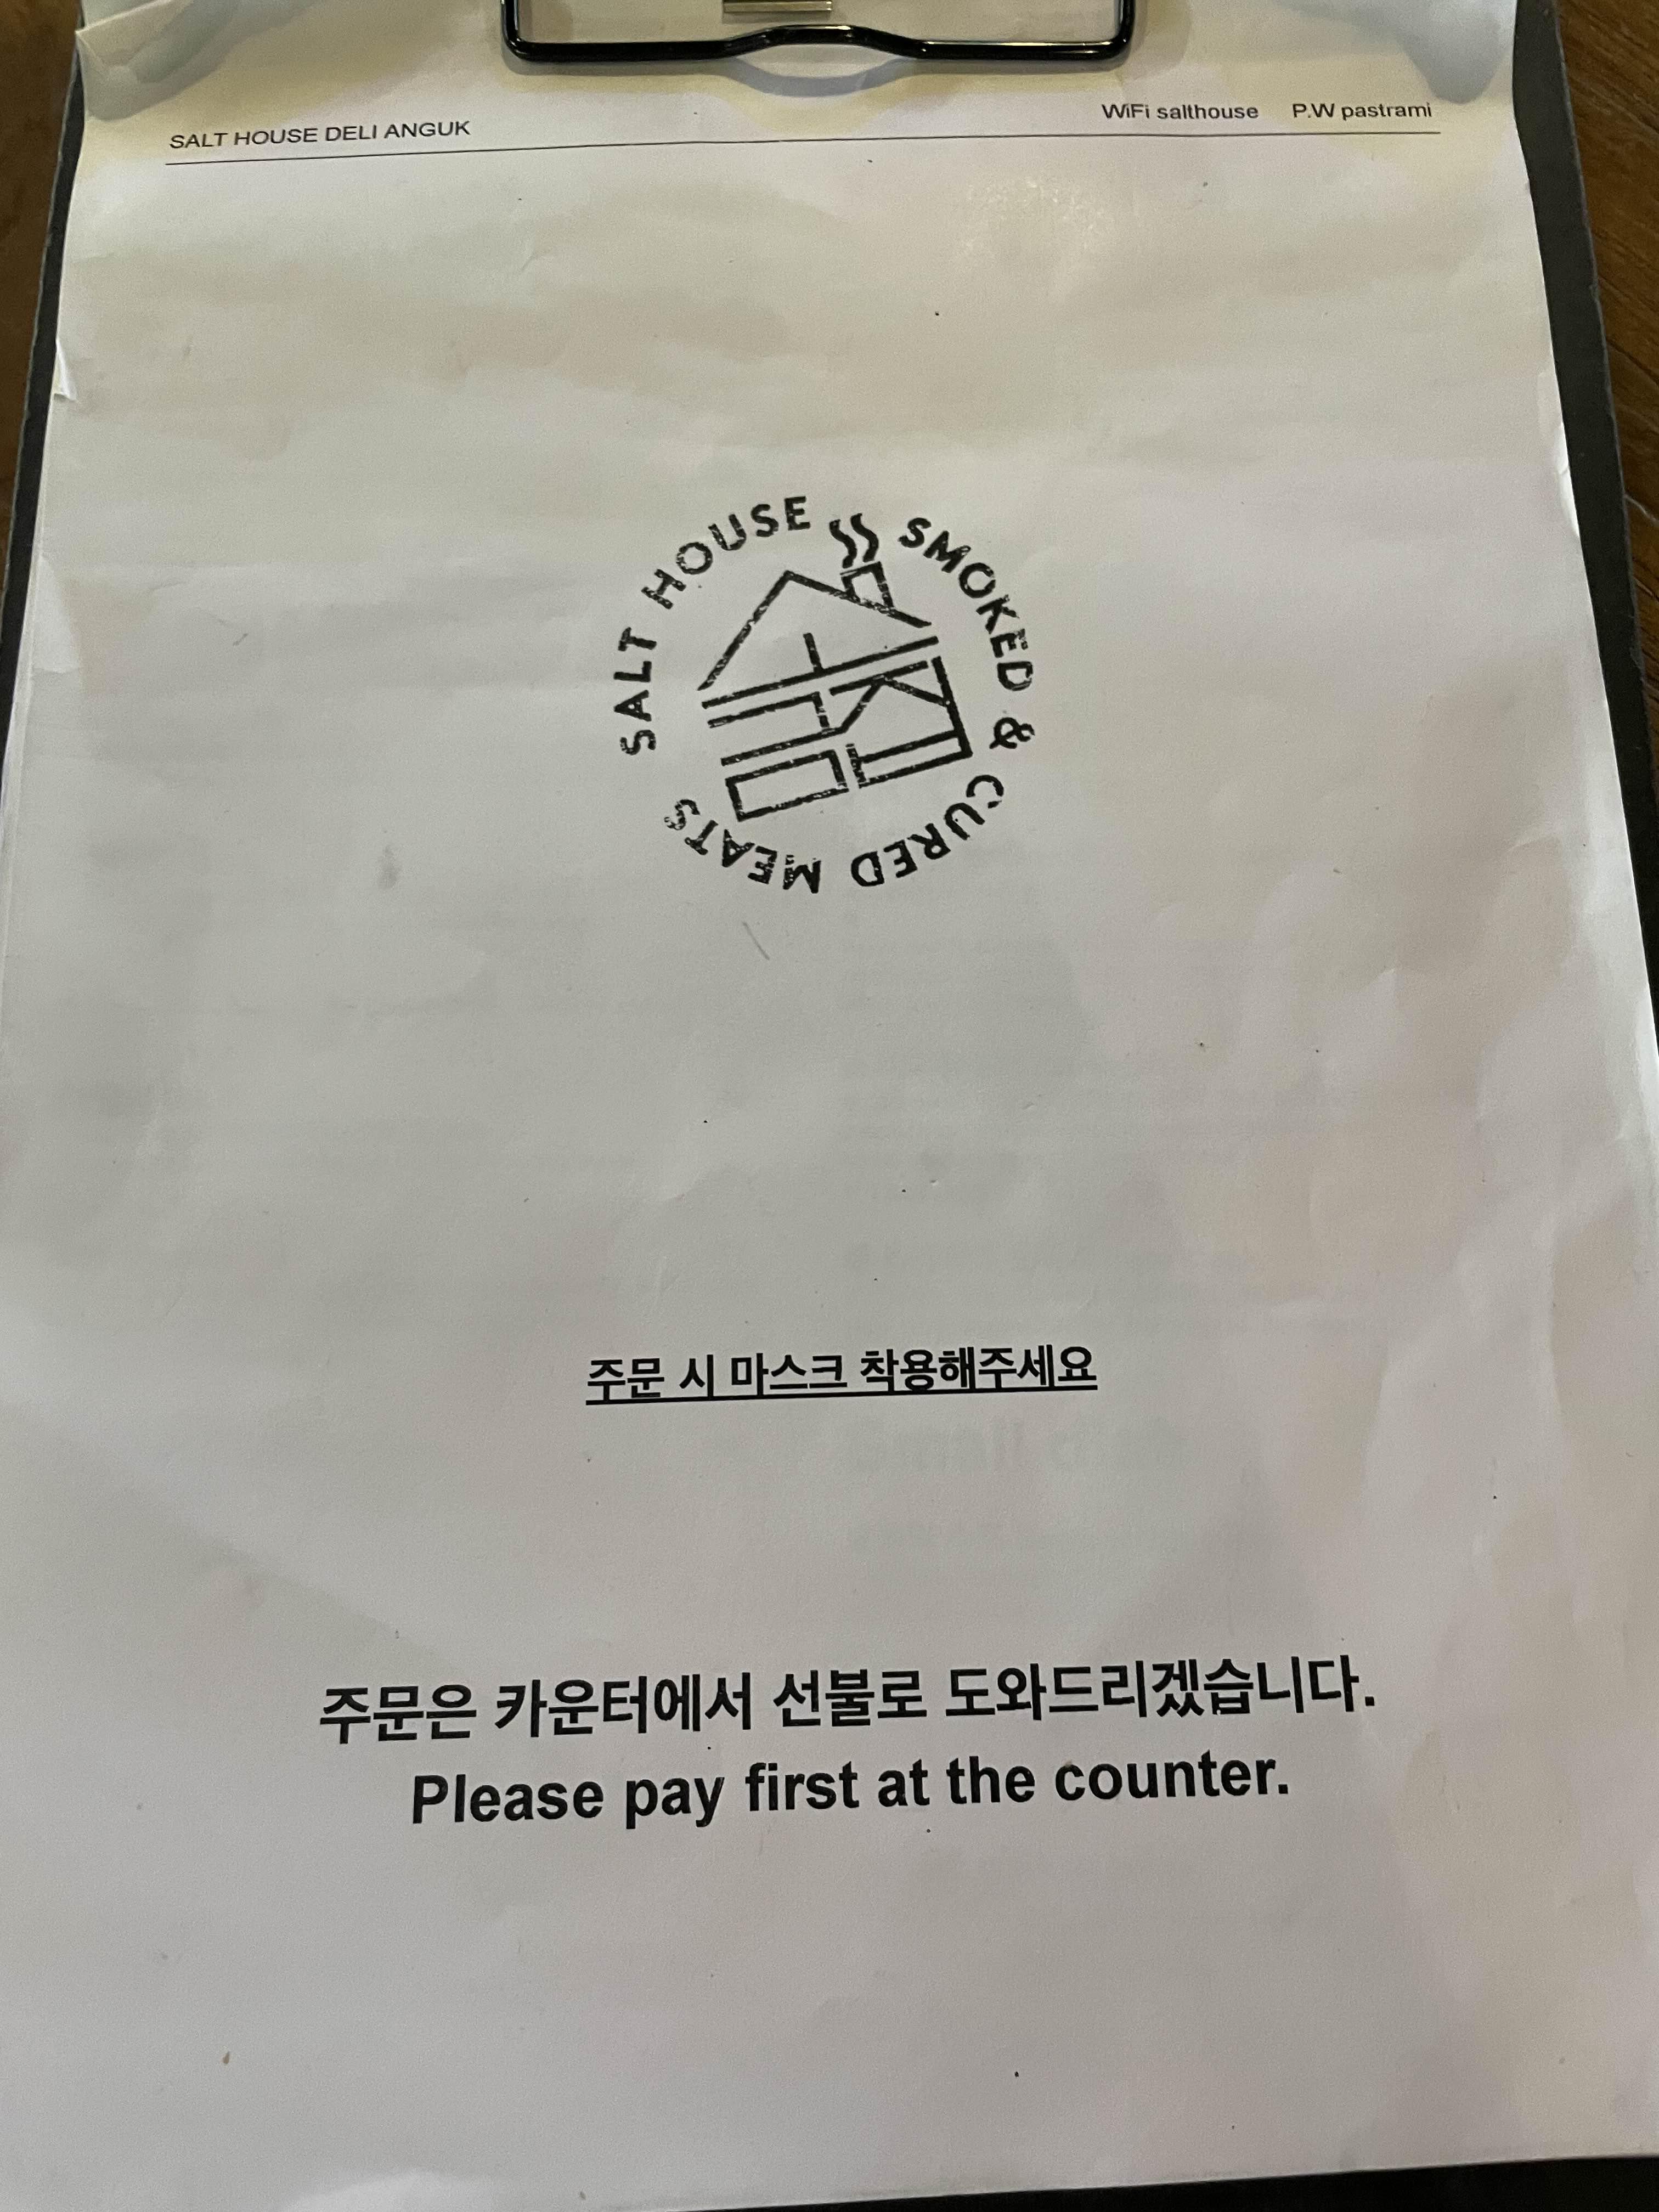 SALT HOUSE DELI ANGUK
WiFi salthouse P.W pastrami
SALT HOUSE SMOKED & CURED MEATS
주문 시 마스크 착용해주세요
주문은 카운터에서 선불로 도와드리겠습니다.
Please pay first at the counter.